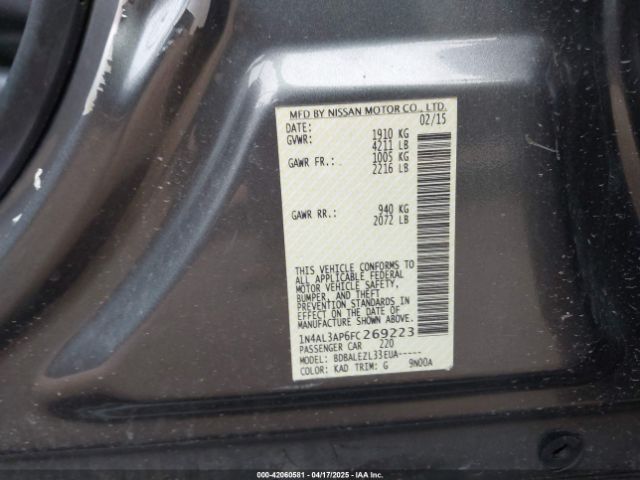 MFD BY NISSAN MOTOR CO., LTD.
DATE: 02/15
GVWR: 1910 KG
4211 LB
GAWR FR.: 1005 KG
2216 LB
GAWR RR.: 940 KG
2072 LB
THIS VEHICLE CONFORMS TO
ALL APPLICABLE FEDERAL
MOTOR VEHICLE SAFETY,
BUMPER, AND THEFT
PREVENTION STANDARDS
IN EFFECT ON THE DATE OF
MANUFACTURE SHOWN ABOVE.
1N4AL3AP6FC269223
PASSENGER CAR 220
MODEL: BDBALEZL33EUA-----
COLOR: KAD TRIM: G 9N00A
000-42060581 - 04/17/2025 - IAA Inc.